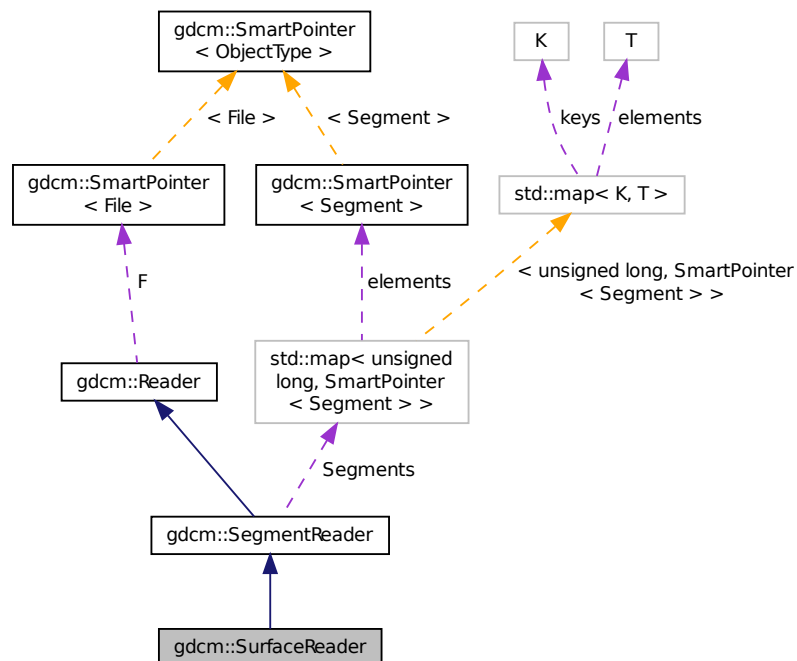 gdcm::SmartPointer
< ObjectType >
K
T
< File >
< Segment >
keys
elements
gdcm::SmartPointer
< File >
gdcm::SmartPointer
< Segment >
std::map< K, T >
F
elements
< unsigned long, SmartPointer
< Segment > >
gdcm::Reader
std::map< unsigned
long, SmartPointer
< Segment > >
Segments
gdcm::SegmentReader
gdcm::SurfaceReader